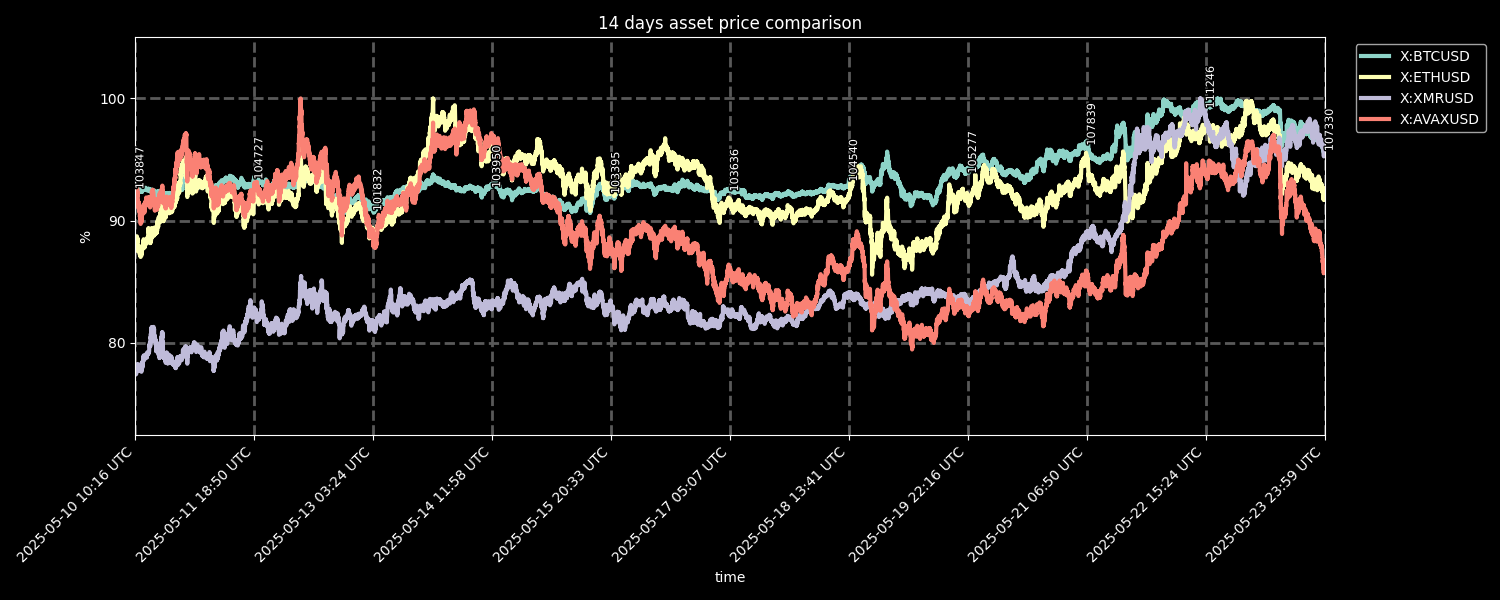 14 days asset price comparison
X:BTCUSD
X:ETHUSD
X:XMRUSD
X:AVAXUSD
100
90
80
%
103847
104727
101832
103950
103395
103636
104540
105277
107839
111246
107330
2025-05-10 10:16 UTC
2025-05-11 18:50 UTC
2025-05-13 03:24 UTC
2025-05-14 11:58 UTC
2025-05-15 20:33 UTC
2025-05-17 05:07 UTC
2025-05-18 13:41 UTC
2025-05-19 22:16 UTC
2025-05-21 06:50 UTC
2025-05-22 15:24 UTC
2025-05-23 23:59 UTC
time